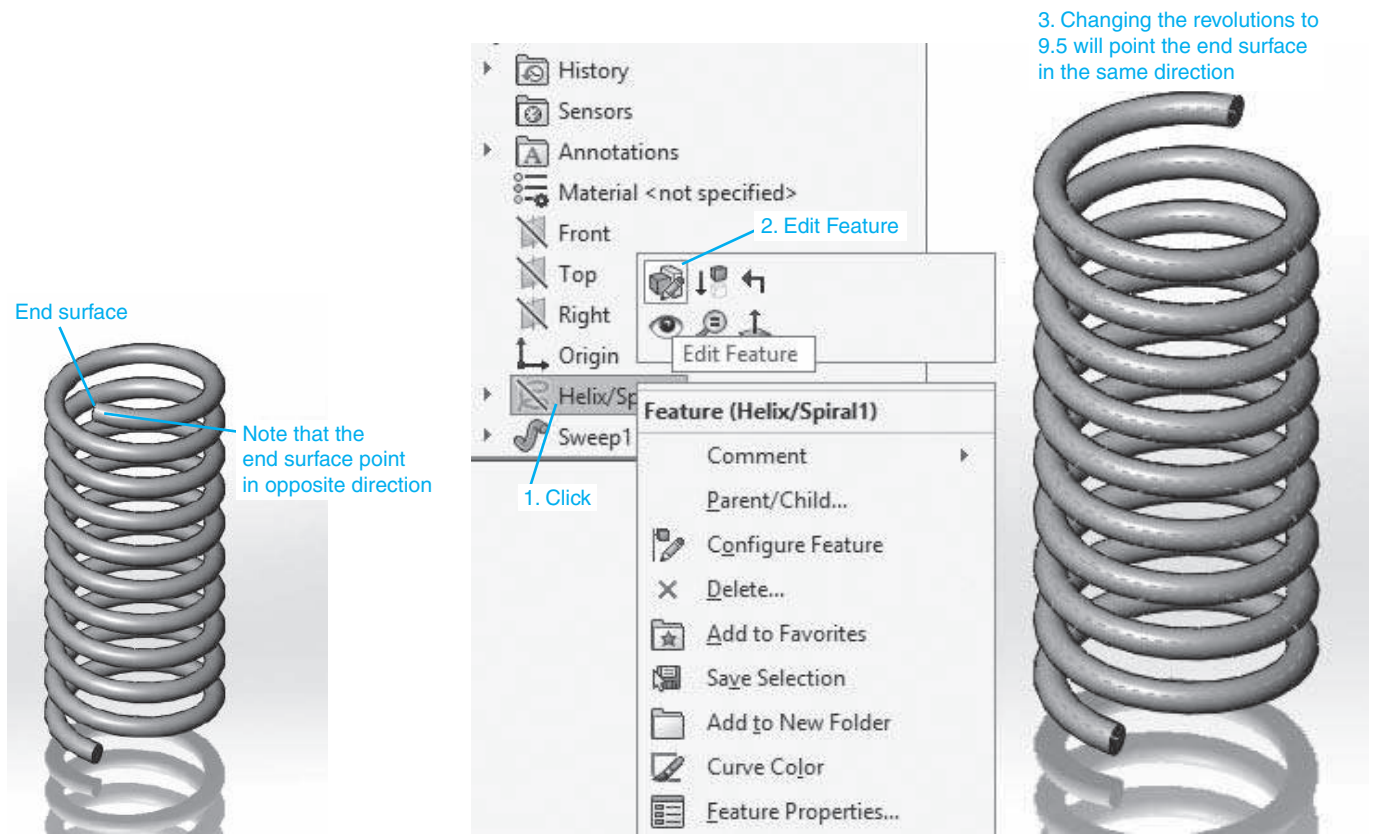 End surface
Note that the
end surface point
in opposite direction
History
Sensors
Annotations
Material <not specified>
Front
Top
Right
Origin
Helix/Sp
Sweep1
1. Click
2. Edit Feature
Edit Feature
Feature (Helix/Spiral1)
Comment
Parent/Child...
Configure Feature
Delete...
Add to Favorites
Save Selection
Add to New Folder
Curve Color
Feature Properties...
3. Changing the revolutions to
9.5 will point the end surface
in the same direction